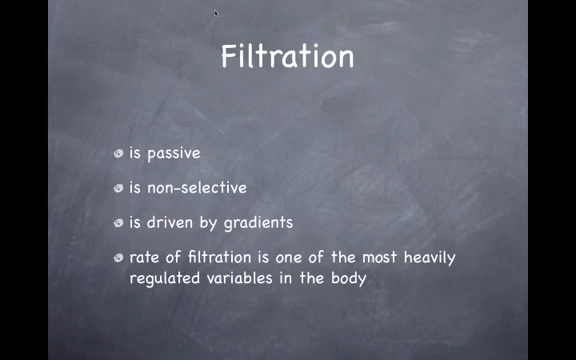 Filtration
is passive
is non-selective
is driven by gradients
rate of filtration is one of the most heavily
regulated variables in the body